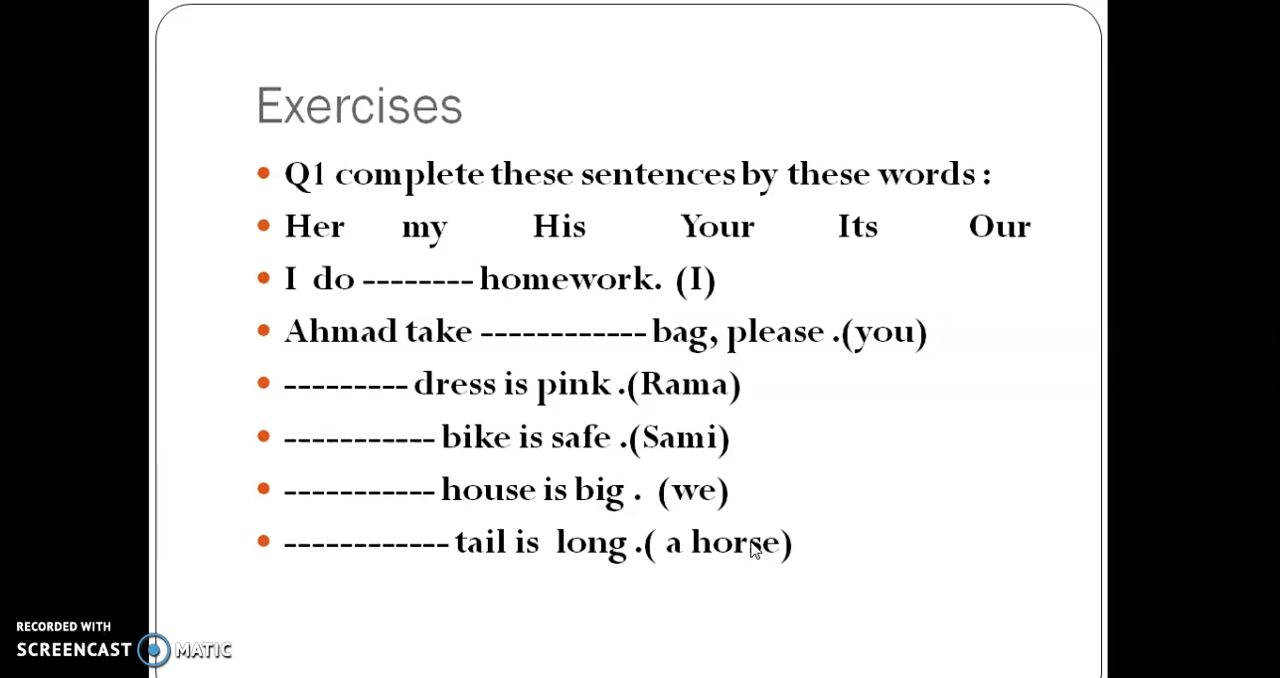 Exercises
Q1 complete these sentences by these words :
Her my His Your Its Our
I do -------- homework. (I)
Ahmad take ------------ bag, please .(you)
--------- dress is pink .(Rama)
----------- bike is safe .(Sami)
----------- house is big . (we)
------------ tail is long .( a horse)
RECORDED WITH
SCREENCAST MATIC